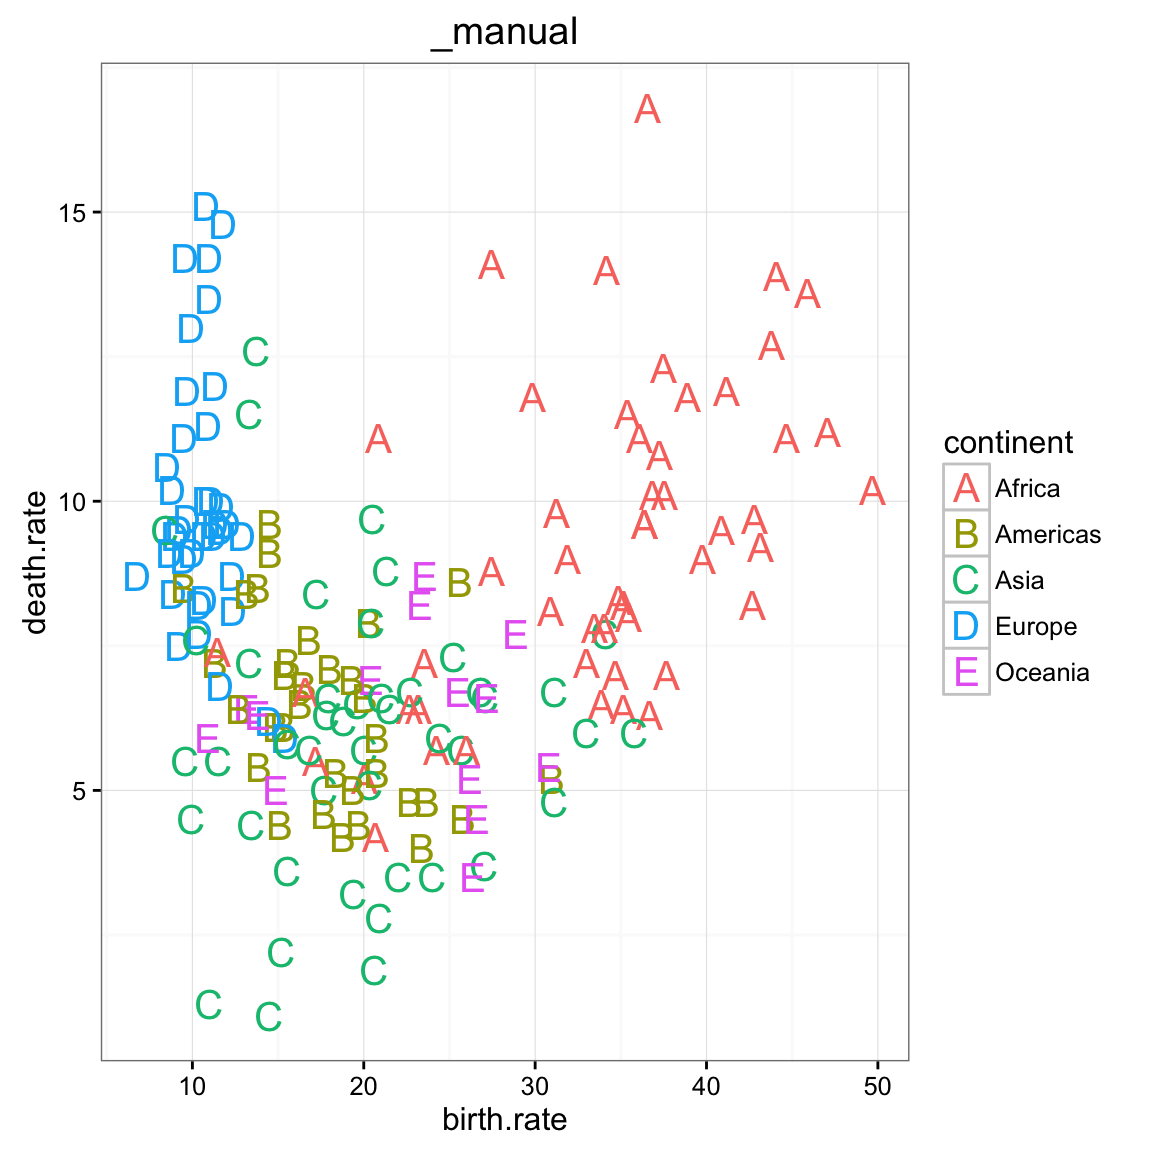 _manual
15
10
5
death.rate
10 20 30 40 50
birth.rate
continent
A Africa
B Americas
C Asia
D Europe
E Oceania